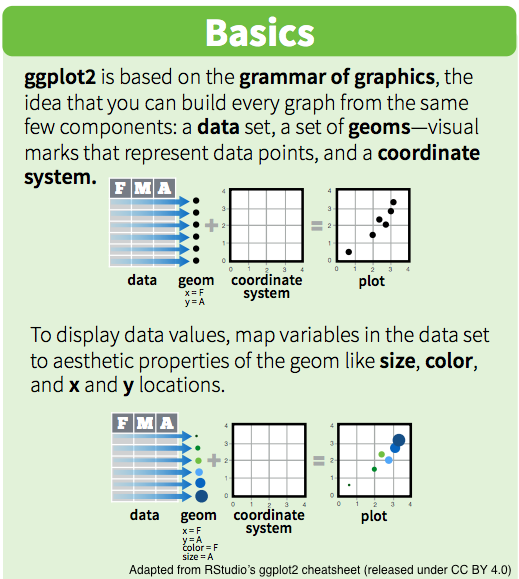 Basics
ggplot2 is based on the grammar of graphics, the
idea that you can build every graph from the same
few components: a data set, a set of geoms—visual
marks that represent data points, and a coordinate
system.
F M A
4
3
2
1
0
0 1 2 3 4
4
3
2
1
0
0 1 2 3 4
data
geom
x = F
y = A
coordinate
system
plot
To display data values, map variables in the data set
to aesthetic properties of the geom like size, color,
and x and y locations.
F M A
4
3
2
1
0
0 1 2 3 4
4
3
2
1
0
0 1 2 3 4
data
geom
x = F
y = A
color = F
size = A
coordinate
system
plot
Adapted from RStudio's ggplot2 cheatsheet (released under CC BY 4.0)